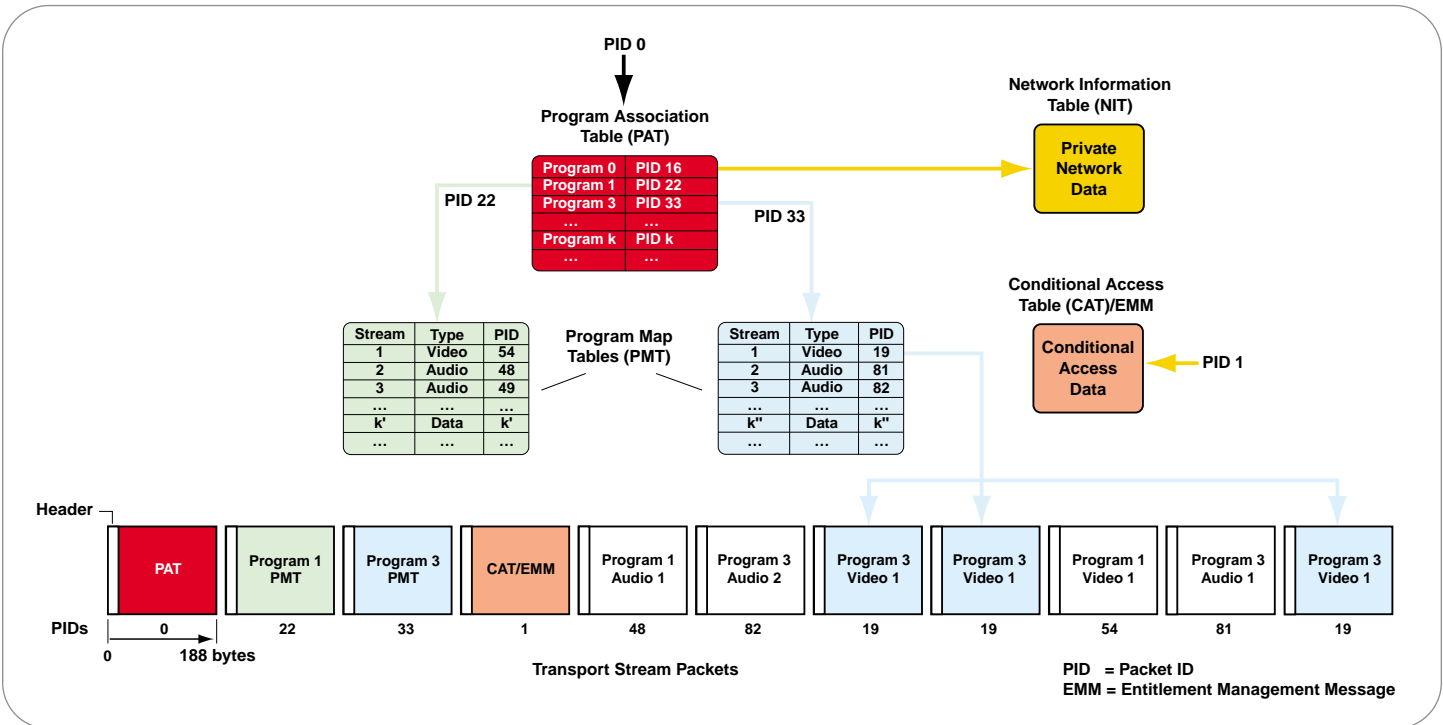 PID 0
Program Association
Table (PAT)
Program 0 PID 16
Program 1 PID 22
Program 3 PID 33
... ...
Program k PID k
... ...
PID 22
PID 33
Network Information
Table (NIT)
Private
Network
Data
Conditional Access
Table (CAT)/EMM
Conditional
Access
Data
PID 1
Stream Type PID
1 Video 54
2 Audio 48
3 Audio 49
... ... ...
k' Data k'
... ... ...
Program Map
Tables (PMT)
Stream Type PID
1 Video 19
2 Audio 81
3 Audio 82
... ... ...
k" Data k"
... ... ...
Header
PAT
Program 1
PMT
Program 3
PMT
CAT/EMM
Program 1
Audio 1
Program 3
Audio 2
Program 3
Video 1
Program 3
Video 1
Program 1
Video 1
Program 3
Audio 1
Program 3
Video 1
PIDs 0 22 33 1 48 82 19 19 54 81 19
0 188 bytes
Transport Stream Packets
PID = Packet ID
EMM = Entitlement Management Message